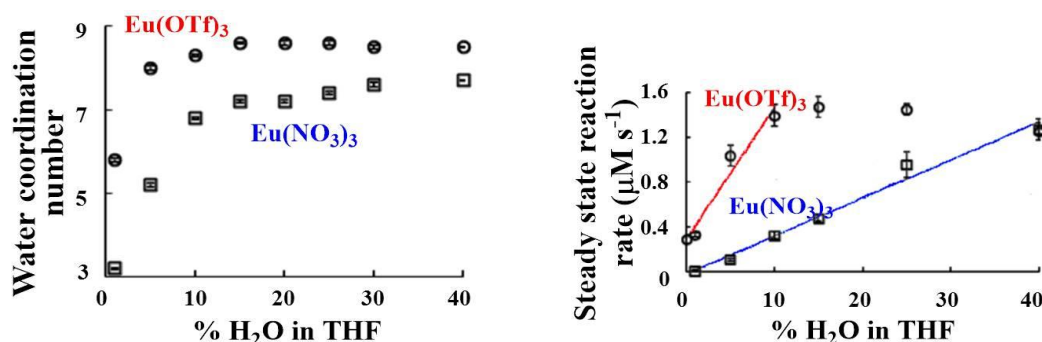 Water coordination
number
9
7
5
3
Eu(OTf)₃
Eu(NO₃)₃
0 10 20 30 40
% H₂O in THF
Steady state reaction
rate (μM s⁻¹)
1.6
1.2
0.8
0.4
0
Eu(OTf)₃
Eu(NO₃)₃
0 10 20 30 40
% H₂O in THF